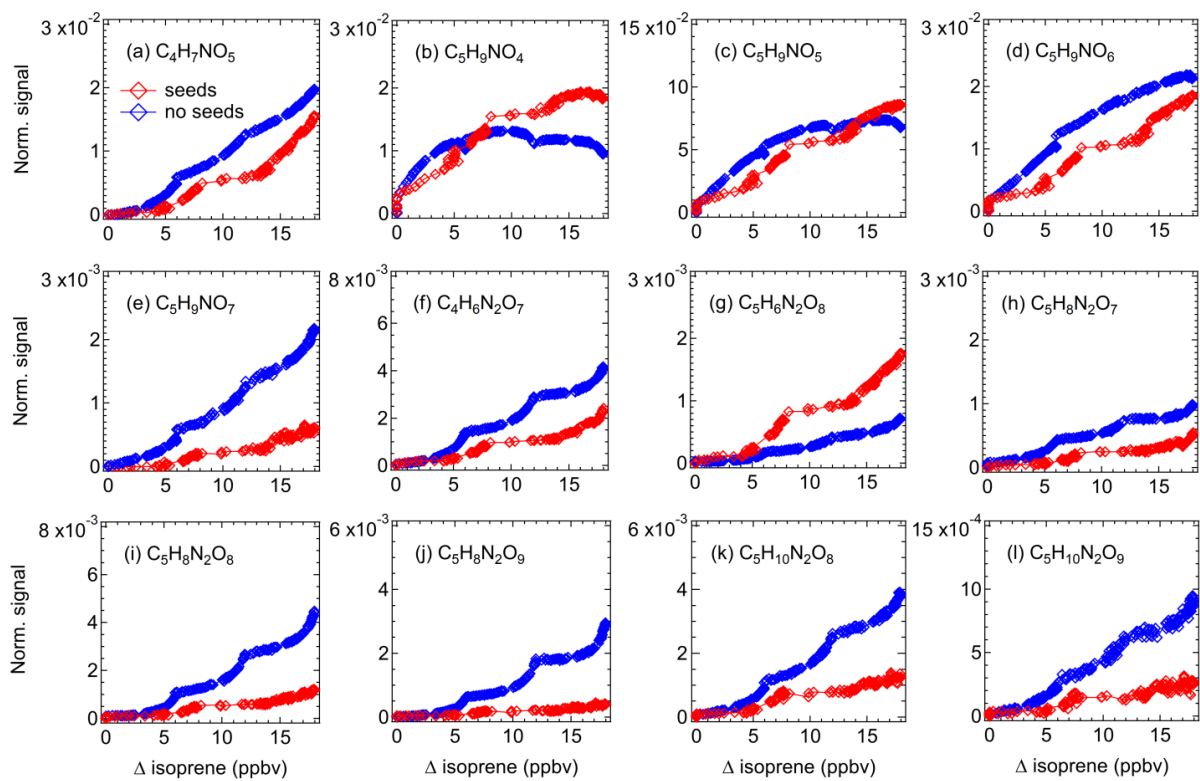 3 x10⁻²
(a) C₄H₇NO₅
seeds
no seeds
2
1
0
0 5 10 15
Norm. signal
3 x10⁻²
(b) C₅H₉NO₄
2
1
0
0 5 10 15
15 x10⁻²
(c) C₅H₉NO₅
10
5
0
0 5 10 15
3 x10⁻²
(d) C₅H₉NO₆
2
1
0
0 5 10 15
3 x10⁻³
(e) C₅H₉NO₇
2
1
0
0 5 10 15
Norm. signal
8 x10⁻³
(f) C₄H₆N₂O₇
6
4
2
0
0 5 10 15
3 x10⁻³
(g) C₅H₆N₂O₈
2
1
0
0 5 10 15
3 x10⁻³
(h) C₅H₈N₂O₇
2
1
0
0 5 10 15
8 x10⁻³
(i) C₅H₈N₂O₈
6
4
2
0
0 5 10 15
Norm. signal
Δ isoprene (ppbv)
6 x10⁻³
(j) C₅H₈N₂O₉
4
2
0
0 5 10 15
Δ isoprene (ppbv)
6 x10⁻³
(k) C₅H₁₀N₂O₈
4
2
0
0 5 10 15
Δ isoprene (ppbv)
15 x10⁻⁴
(l) C₅H₁₀N₂O₉
10
5
0
0 5 10 15
Δ isoprene (ppbv)